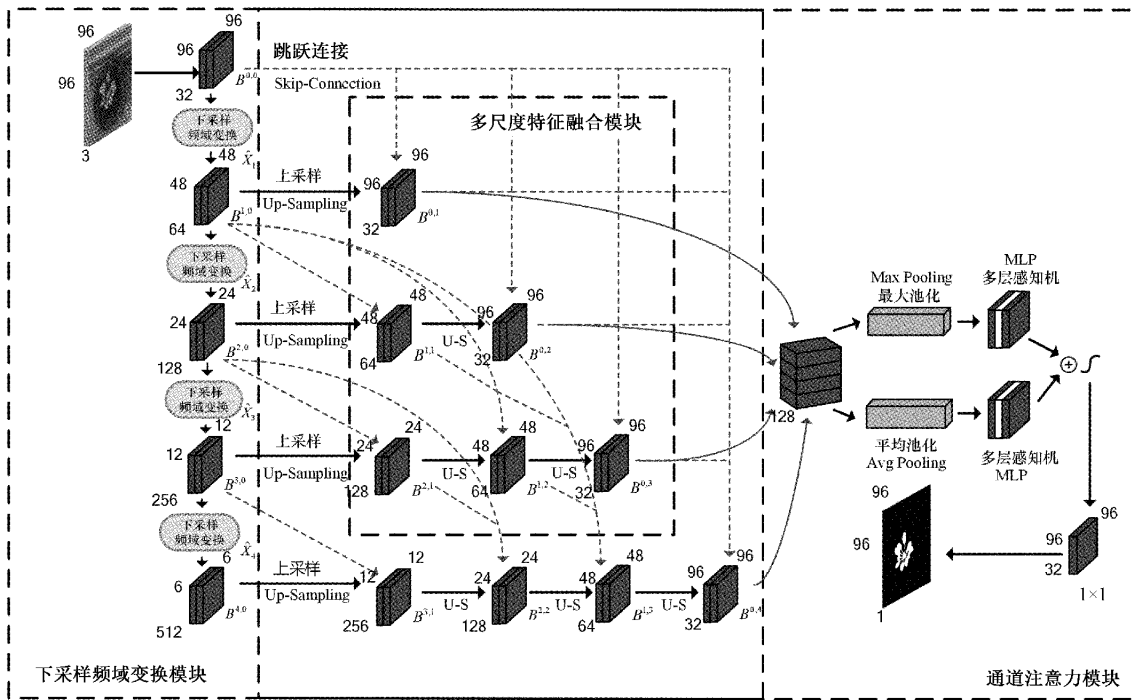 96
96
3
96
96
32
B^{0,0}
跳跃连接
Skip-Connection
下采样
频域变换
X̂_1
48
48
64
B^{1,0}
上采样
Up-Sampling
多尺度特征融合模块
96
96
32
B^{0,1}
下采样
频域变换
X̂_2
24
24
128
B^{2,0}
上采样
Up-Sampling
48
48
64
B^{1,1}
U-S
96
96
32
B^{0,2}
下采样
频域变换
X̂_3
12
12
256
B^{3,0}
上采样
Up-Sampling
24
24
128
B^{2,1}
U-S
48
48
64
B^{1,2}
U-S
96
96
32
B^{0,3}
下采样
频域变换
X̂_4
6
6
512
B^{4,0}
上采样
Up-Sampling
12
12
256
B^{3,1}
U-S
24
24
128
B^{2,2}
U-S
48
48
64
B^{1,3}
U-S
96
96
32
B^{0,4}
128
Max Pooling
最大池化
MLP
多层感知机
平均池化
Avg Pooling
多层感知机
MLP
96
96
1
96
96
32
1×1
下采样频域变换模块
通道注意力模块